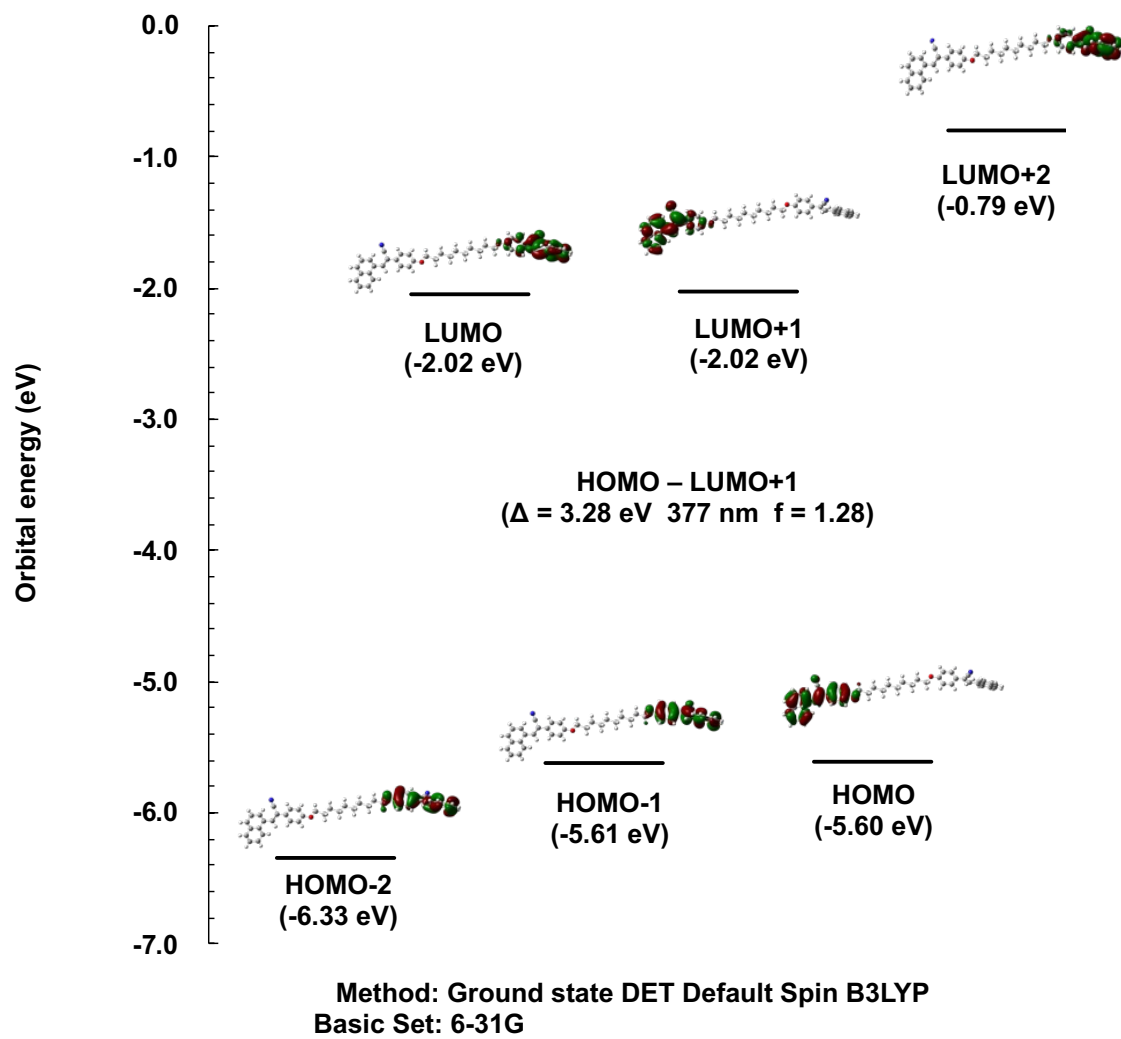 0.0
-1.0
-2.0
-3.0
-4.0
-5.0
-6.0
-7.0
Orbital energy (eV)
LUMO+2
(-0.79 eV)
LUMO
(-2.02 eV)
LUMO+1
(-2.02 eV)
HOMO – LUMO+1
(Δ = 3.28 eV  377 nm  f = 1.28)
HOMO-1
(-5.61 eV)
HOMO
(-5.60 eV)
HOMO-2
(-6.33 eV)
Method: Ground state DET Default Spin B3LYP
Basic Set: 6-31G